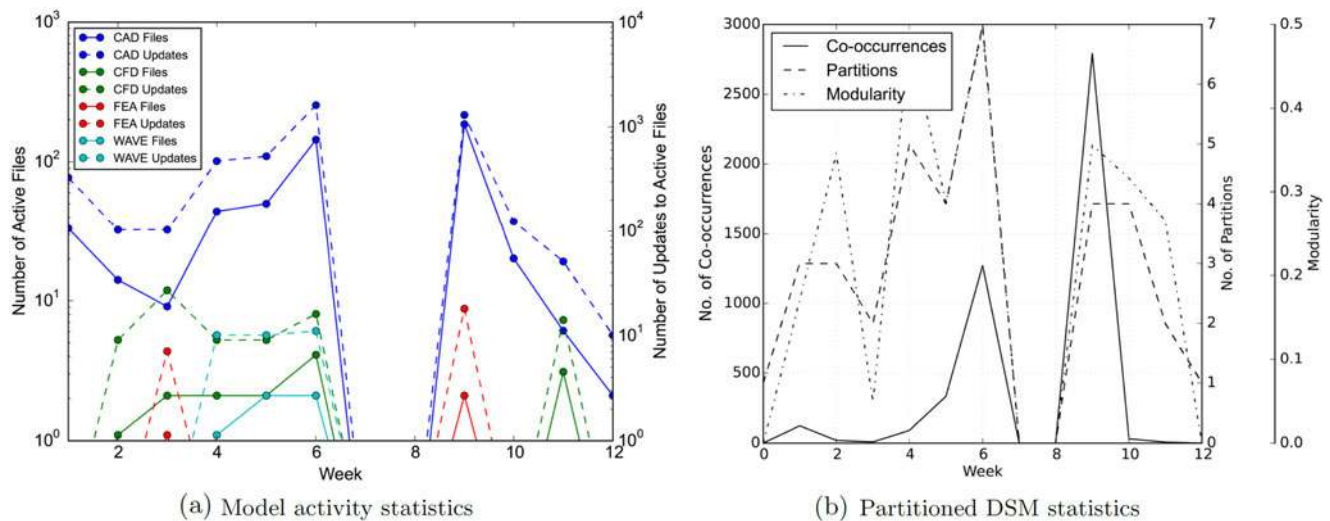 10^3
10^2
10^1
10^0
Number of Active Files
CAD Files
CAD Updates
CFD Files
CFD Updates
FEA Files
FEA Updates
WAVE Files
WAVE Updates
10^4
10^3
10^2
10^1
10^0
Number of Updates to Active Files
2 4 6 8 10 12
Week
(a) Model activity statistics
3000
2500
2000
1500
1000
500
0
No. of Co-occurrences
Co-occurrences
Partitions
Modularity
7
6
5
4
3
2
1
0
No. of Partitions
0.5
0.4
0.3
0.2
0.1
0.0
Modularity
0 2 4 6 8 10 12
Week
(b) Partitioned DSM statistics